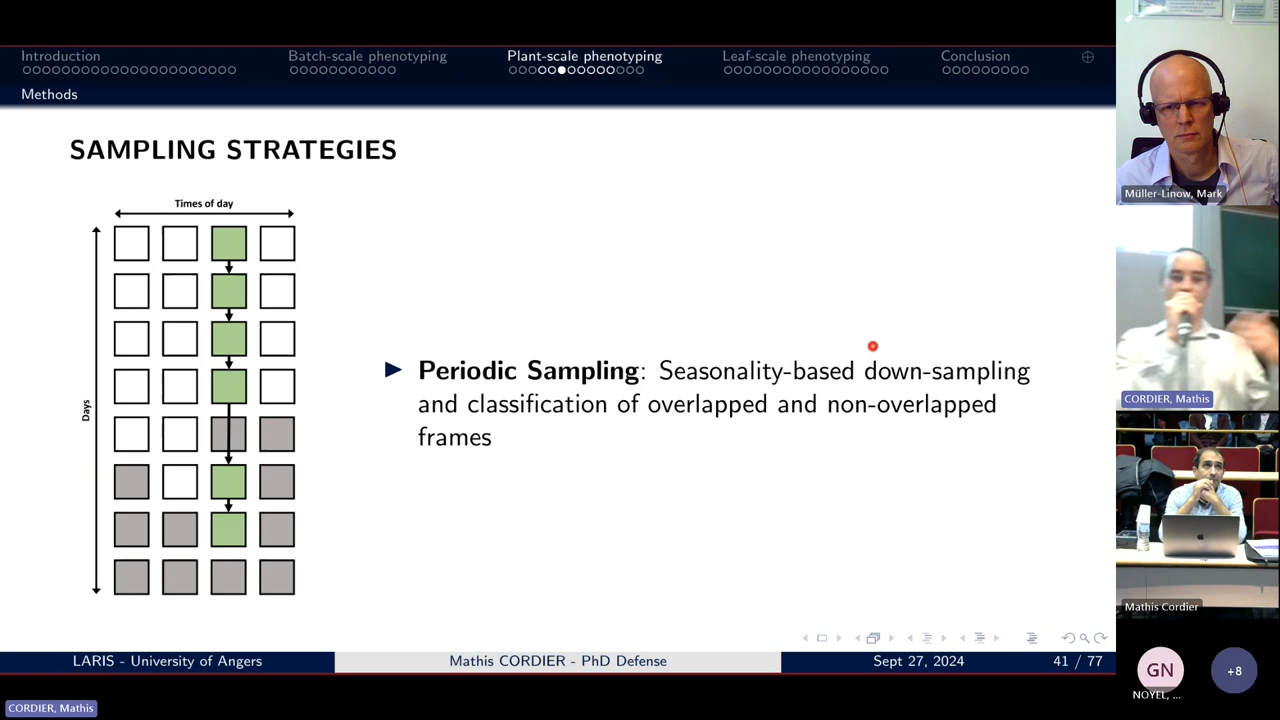 Introduction
Batch-scale phenotyping
Plant-scale phenotyping
Leaf-scale phenotyping
Conclusion
Methods
SAMPLING STRATEGIES
Times of day
Days
Periodic Sampling: Seasonality-based down-sampling
and classification of overlapped and non-overlapped
frames
LARIS - University of Angers
Mathis CORDIER - PhD Defense
Sept 27, 2024
41 / 77
CORDIER, Mathis
Müller-Linow, Mark
CORDIER, Mathis
Mathis Cordier
GN
NOYEL, ...
+8